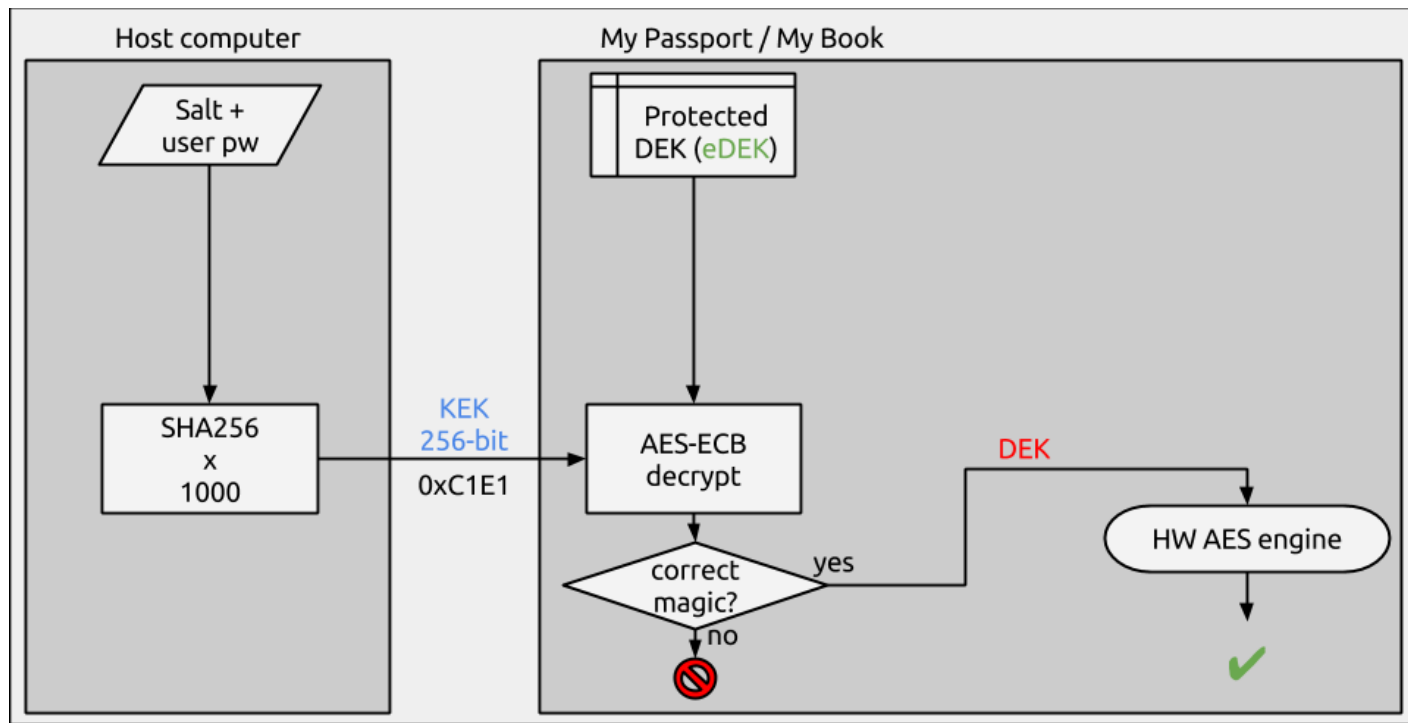 Host computer
My Passport / My Book
Salt +
user pw
Protected
DEK (eDEK)
SHA256
x
1000
KEK
256-bit
0xC1E1
AES-ECB
decrypt
DEK
HW AES engine
correct
magic?
yes
no